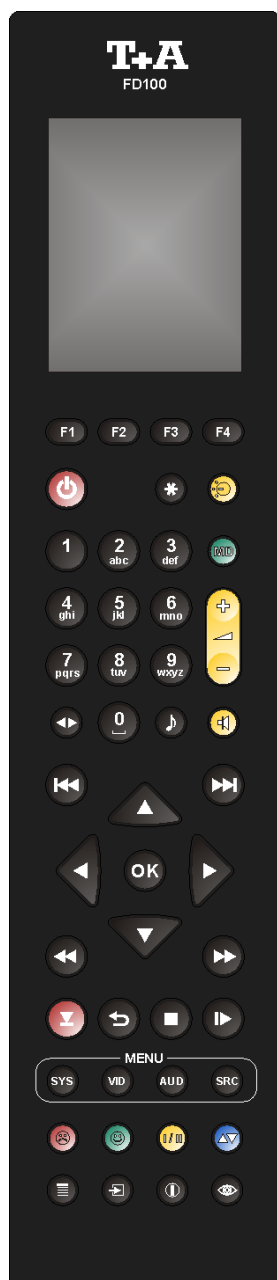 T+A
FD100
F1 F2 F3 F4
1 2 3
abc def
4 5 6
ghi jkl mno
7 8 9
pqrs tuv wxyz
0
OK
MENU
SYS VID AUD SRC